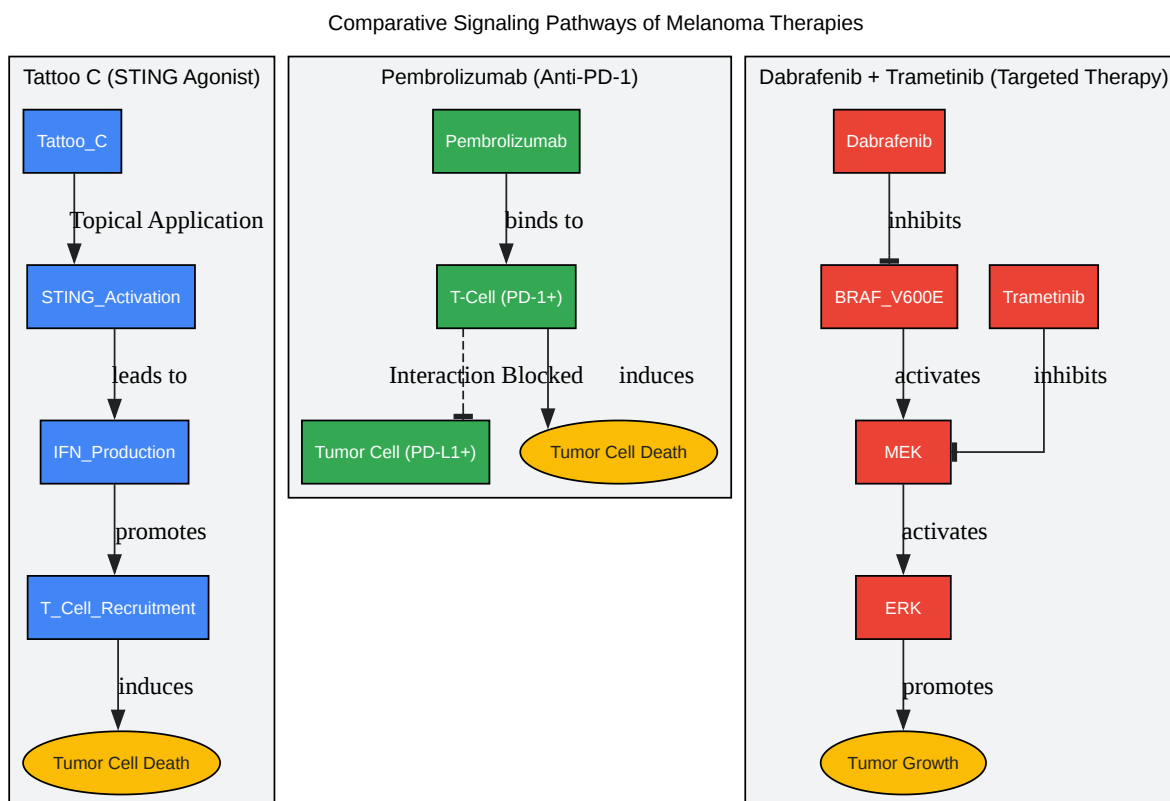 Comparative Signaling Pathways of Melanoma Therapies
Tattoo C (STING Agonist)
Tattoo_C
Topical Application
STING_Activation
leads to
IFN_Production
promotes
T_Cell_Recruitment
induces
Tumor Cell Death
Pembrolizumab (Anti-PD-1)
Pembrolizumab
binds to
T-Cell (PD-1+)
Interaction Blocked
induces
Tumor Cell (PD-L1+)
Tumor Cell Death
Dabrafenib + Trametinib (Targeted Therapy)
Dabrafenib
inhibits
BRAF_V600E
Trametinib
activates
inhibits
MEK
activates
ERK
promotes
Tumor Growth